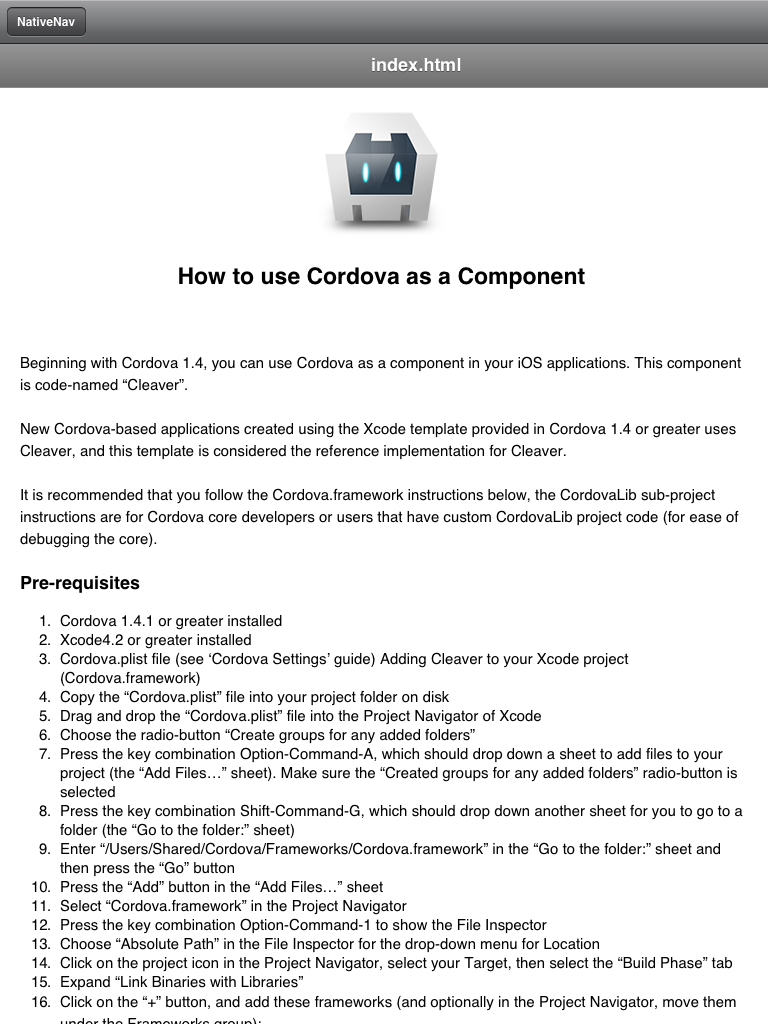 NativeNav
index.html
How to use Cordova as a Component
Beginning with Cordova 1.4, you can use Cordova as a component in your iOS applications. This component
is code-named “Cleaver”.
New Cordova-based applications created using the Xcode template provided in Cordova 1.4 or greater uses
Cleaver, and this template is considered the reference implementation for Cleaver.
It is recommended that you follow the Cordova.framework instructions below, the CordovaLib sub-project
instructions are for Cordova core developers or users that have custom CordovaLib project code (for ease of
debugging the core).
Pre-requisites
1. Cordova 1.4.1 or greater installed
2. Xcode4.2 or greater installed
3. Cordova.plist file (see ‘Cordova Settings’ guide) Adding Cleaver to your Xcode project
(Cordova.framework)
4. Copy the “Cordova.plist” file into your project folder on disk
5. Drag and drop the “Cordova.plist” file into the Project Navigator of Xcode
6. Choose the radio-button “Create groups for any added folders”
7. Press the key combination Option-Command-A, which should drop down a sheet to add files to your
project (the “Add Files…” sheet). Make sure the “Created groups for any added folders” radio-button is
selected
8. Press the key combination Shift-Command-G, which should drop down another sheet for you to go to a
folder (the “Go to the folder:” sheet)
9. Enter “/Users/Shared/Cordova/Frameworks/Cordova.framework” in the “Go to the folder:” sheet and
then press the “Go” button
10. Press the “Add” button in the “Add Files…” sheet
11. Select “Cordova.framework” in the Project Navigator
12. Press the key combination Option-Command-1 to show the File Inspector
13. Choose “Absolute Path” in the File Inspector for the drop-down menu for Location
14. Click on the project icon in the Project Navigator, select your Target, then select the “Build Phase” tab
15. Expand “Link Binaries with Libraries”
16. Click on the “+” button, and add these frameworks (and optionally in the Project Navigator, move them
under the Frameworks group):